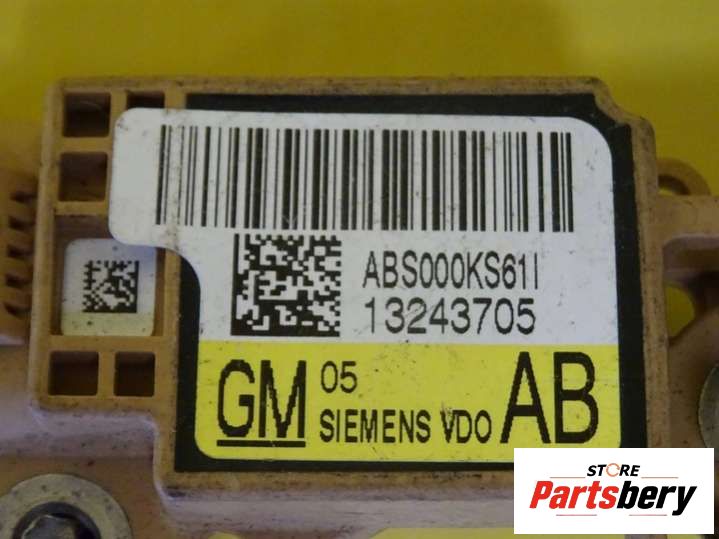 ABS000KS61I
13243705
GM 05 AB
SIEMENS VDO
STORE
Partsbery